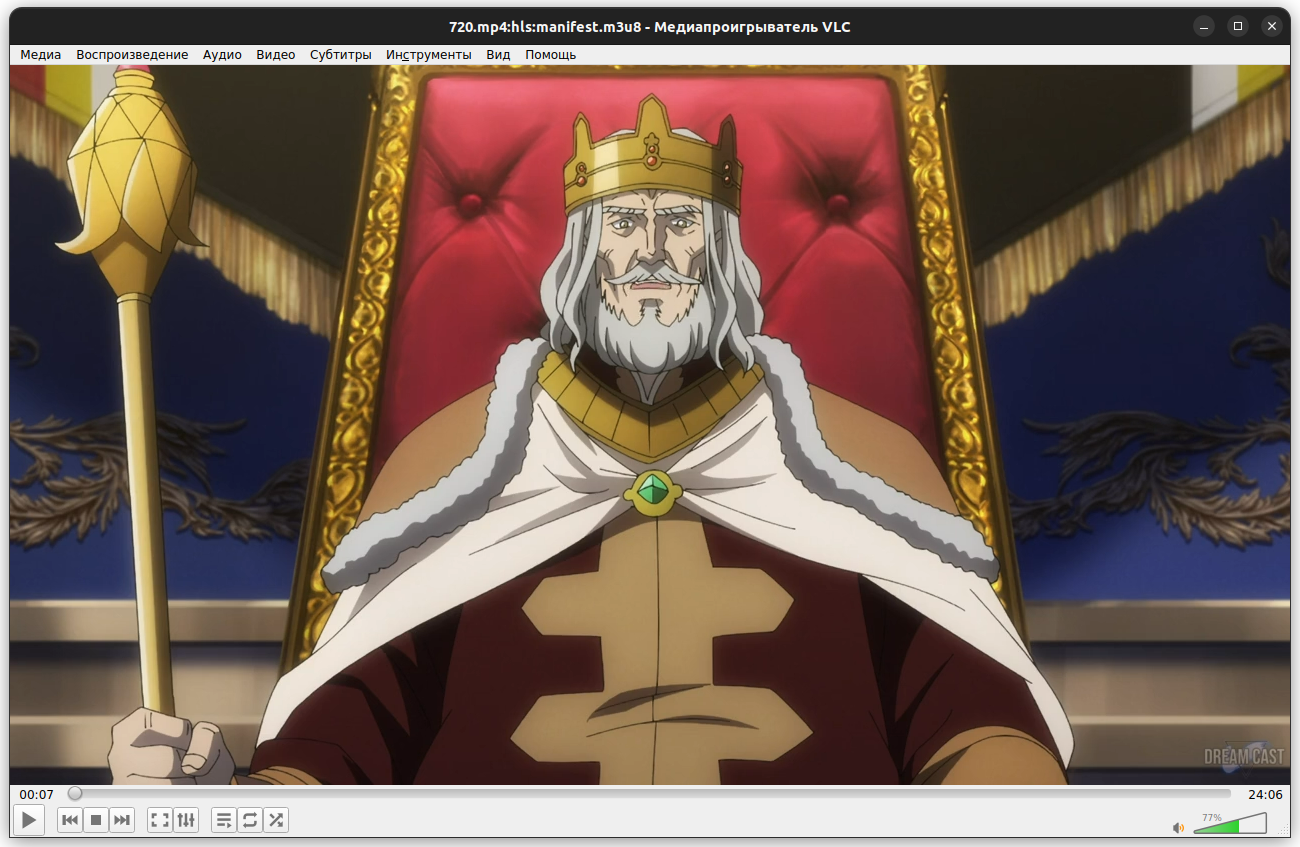 720.mp4:hls:manifest.m3u8 - Медиапроигрыватель VLC
Медиа Воспроизведение Аудио Видео Субтитры Инструменты Вид Помощь
DREAM CAST
00:07 24:06
77%